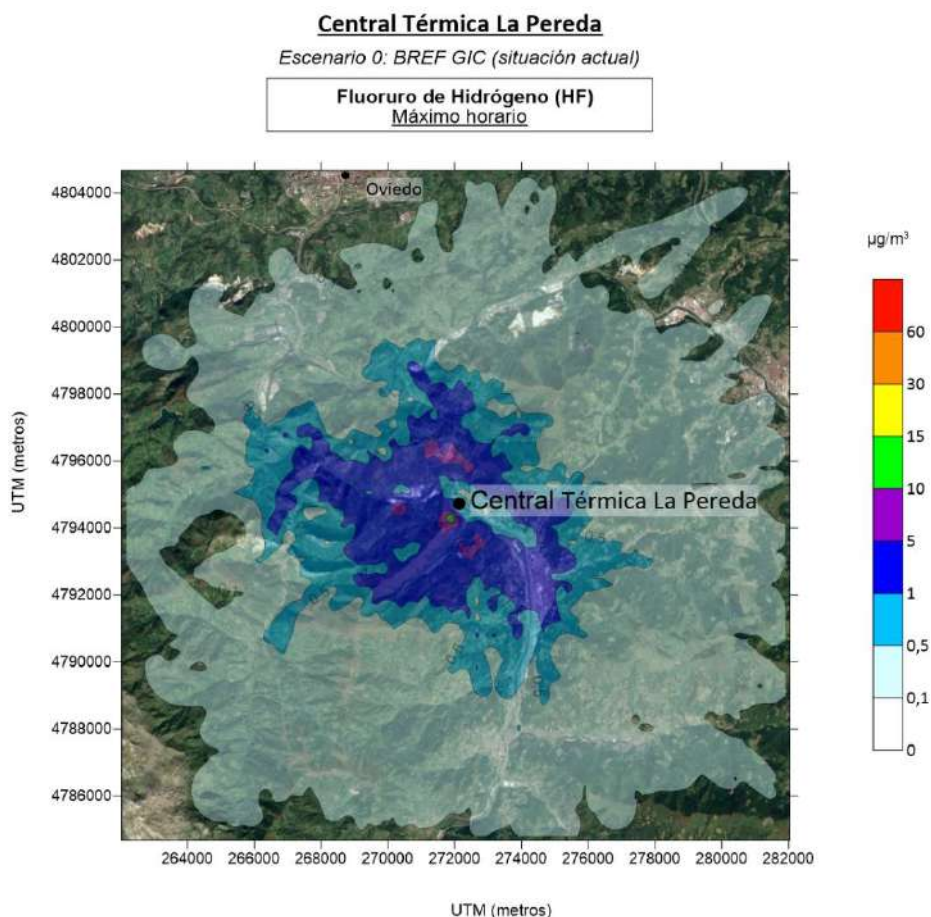 Central Térmica La Pereda
Escenario 0: BREF GIC (situación actual)
Fluoruro de Hidrógeno (HF)
Máximo horario
4804000
4802000
4800000
4798000
4796000
4794000
4792000
4790000
4788000
4786000
UTM (metros)
Oviedo
Central Térmica La Pereda
µg/m³
60
30
15
10
5
1
0,5
0,1
0
264000 266000 268000 270000 272000 274000 276000 278000 280000 282000
UTM (metros)